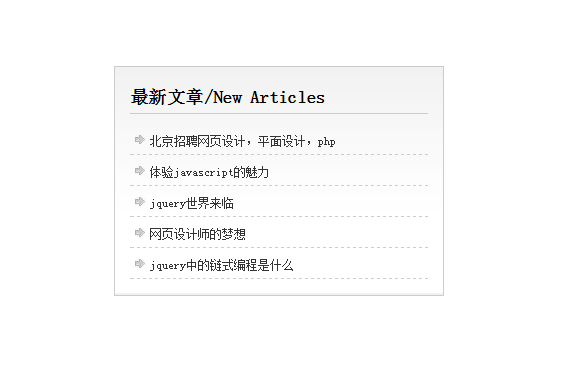 最新文章/New Articles
北京招聘网页设计，平面设计，php
体验javascript的魅力
jquery世界来临
网页设计师的梦想
jquery中的链式编程是什么